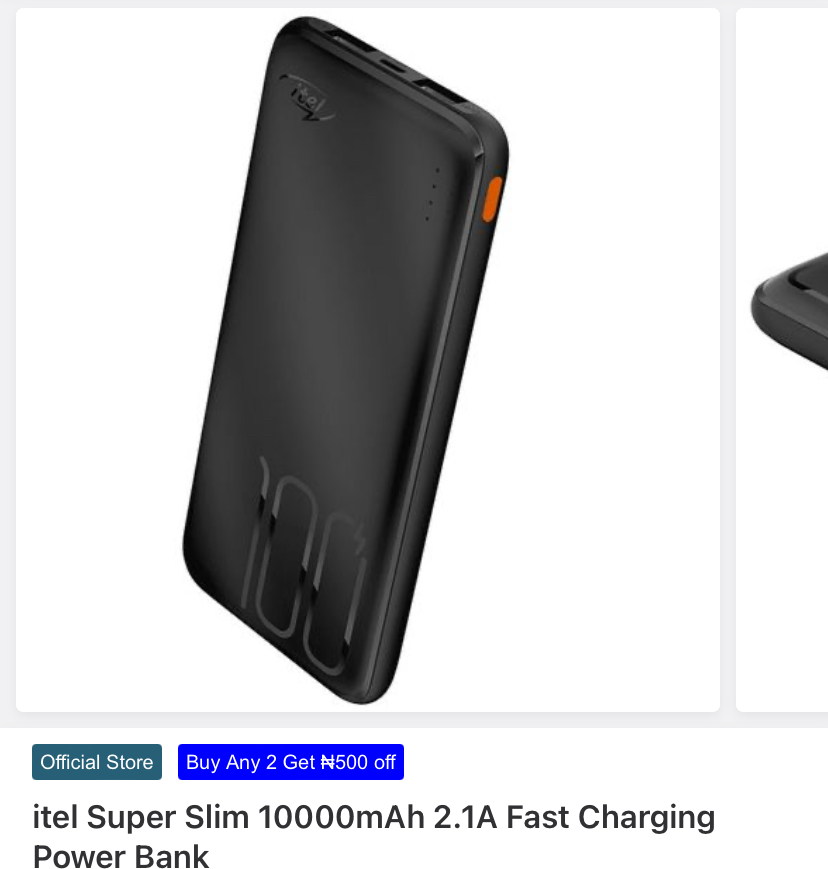 itel
100
Official Store
Buy Any 2 Get ₦500 off
itel Super Slim 10000mAh 2.1A Fast Charging
Power Bank